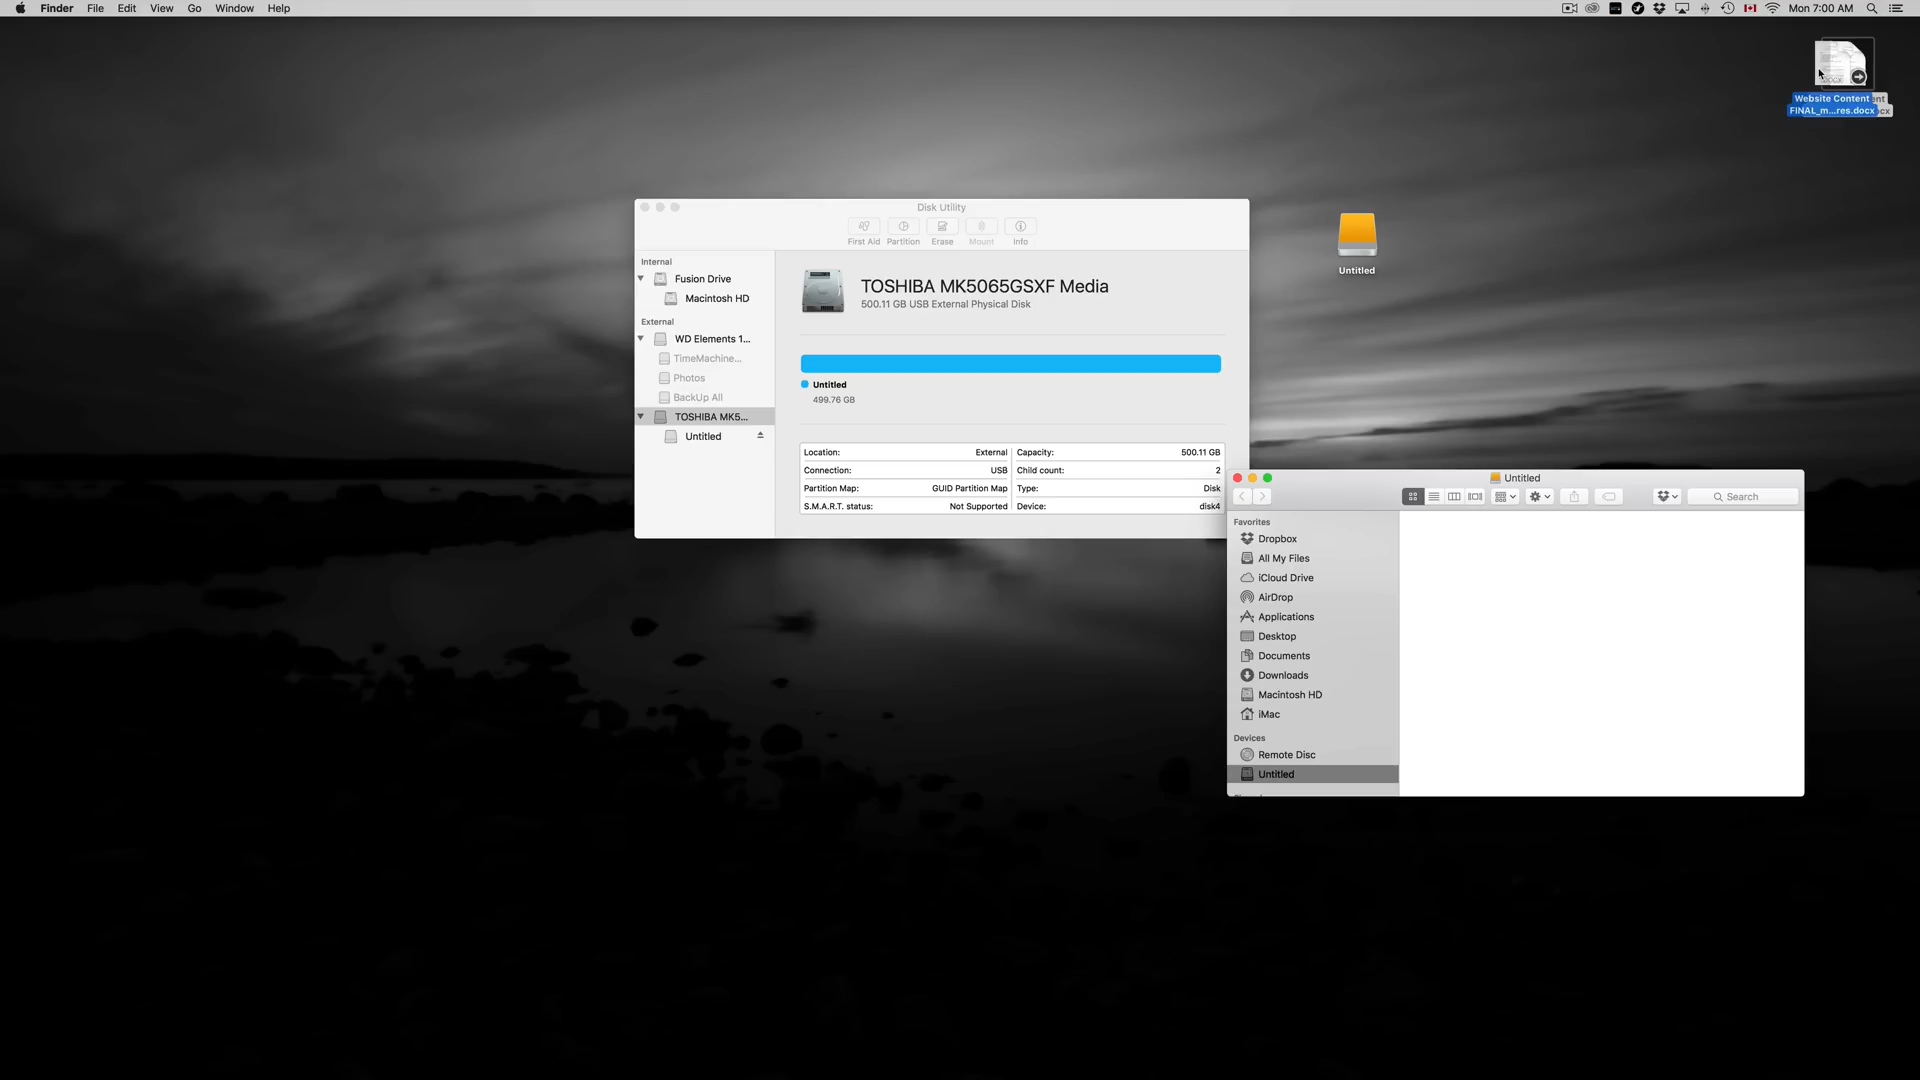 Finder File Edit View Go Window Help
Mon 7:00 AM
Website Content
FINAL_m...res.docx
Disk Utility
First Aid Partition Erase Mount Info
Internal
Fusion Drive
Macintosh HD
External
WD Elements 1...
TimeMachine...
Photos
BackUp All
TOSHIBA MK5...
Untitled
TOSHIBA MK5065GSXF Media
500.11 GB USB External Physical Disk
Untitled
499.76 GB
Location: External Capacity: 500.11 GB
Connection: USB Child count: 2
Partition Map: GUID Partition Map Type: Disk
S.M.A.R.T. status: Not Supported Device: disk4
Untitled
Untitled
Search
Favorites
Dropbox
All My Files
iCloud Drive
AirDrop
Applications
Desktop
Documents
Downloads
Macintosh HD
iMac
Devices
Remote Disc
Untitled